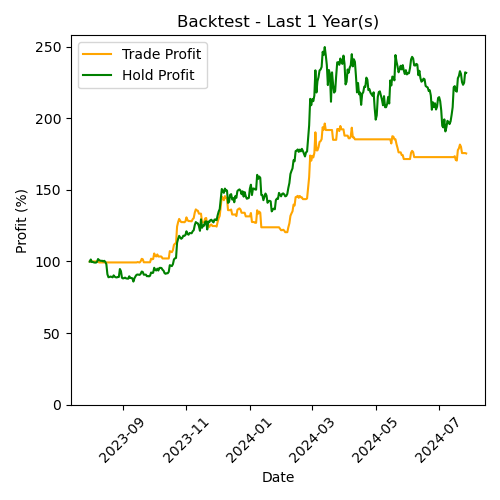 Backtest - Last 1 Year(s)
Trade Profit
Hold Profit
Profit (%)
250
200
150
100
50
0
2023-09
2023-11
2024-01
2024-03
2024-05
2024-07
Date